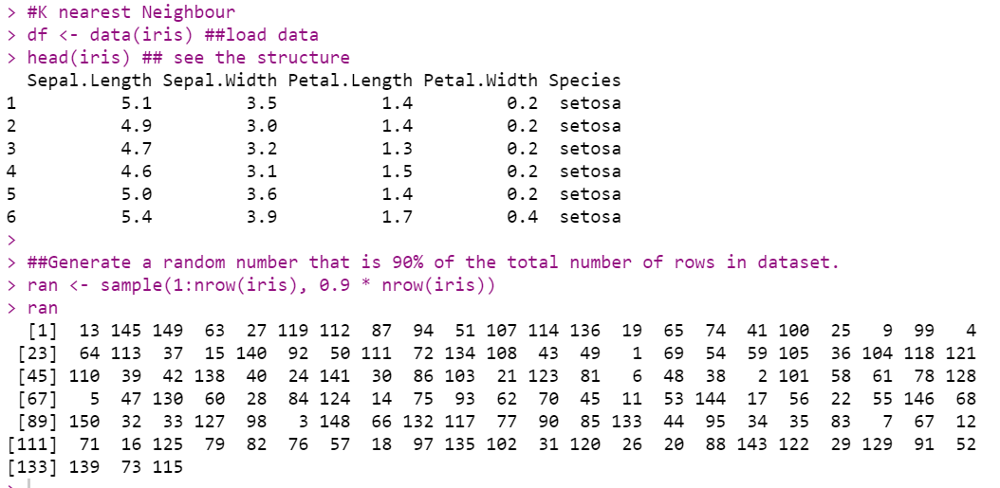 > #K nearest Neighbour
> df <- data(iris) ##load data
> head(iris) ## see the structure
  Sepal.Length Sepal.Width Petal.Length Petal.Width Species
1          5.1         3.5          1.4         0.2  setosa
2          4.9         3.0          1.4         0.2  setosa
3          4.7         3.2          1.3         0.2  setosa
4          4.6         3.1          1.5         0.2  setosa
5          5.0         3.6          1.4         0.2  setosa
6          5.4         3.9          1.7         0.4  setosa
>
> ##Generate a random number that is 90% of the total number of rows in dataset.
> ran <- sample(1:nrow(iris), 0.9 * nrow(iris))
> ran
  [1]  13 145 149  63  27 119 112  87  94  51 107 114 136  19  65  74  41 100  25   9  99   4
 [23]  64 113  37  15 140  92  50 111  72 134 108  43  49   1  69  54  59 105  36 104 118 121
 [45] 110  39  42 138  40  24 141  30  86 103  21 123  81   6  48  38   2 101  58  61  78 128
 [67]   5  47 130  60  28  84 124  14  75  93  62  70  45  11  53 144  17  56  22  55 146  68
 [89] 150  32  33 127  98   3 148  66 132 117  77  90  85 133  44  95  34  35  83   7  67  12
[111]  71  16 125  79  82  76  57  18  97 135 102  31 120  26  20  88 143 122  29 129  91  52
[133] 139  73 115
>